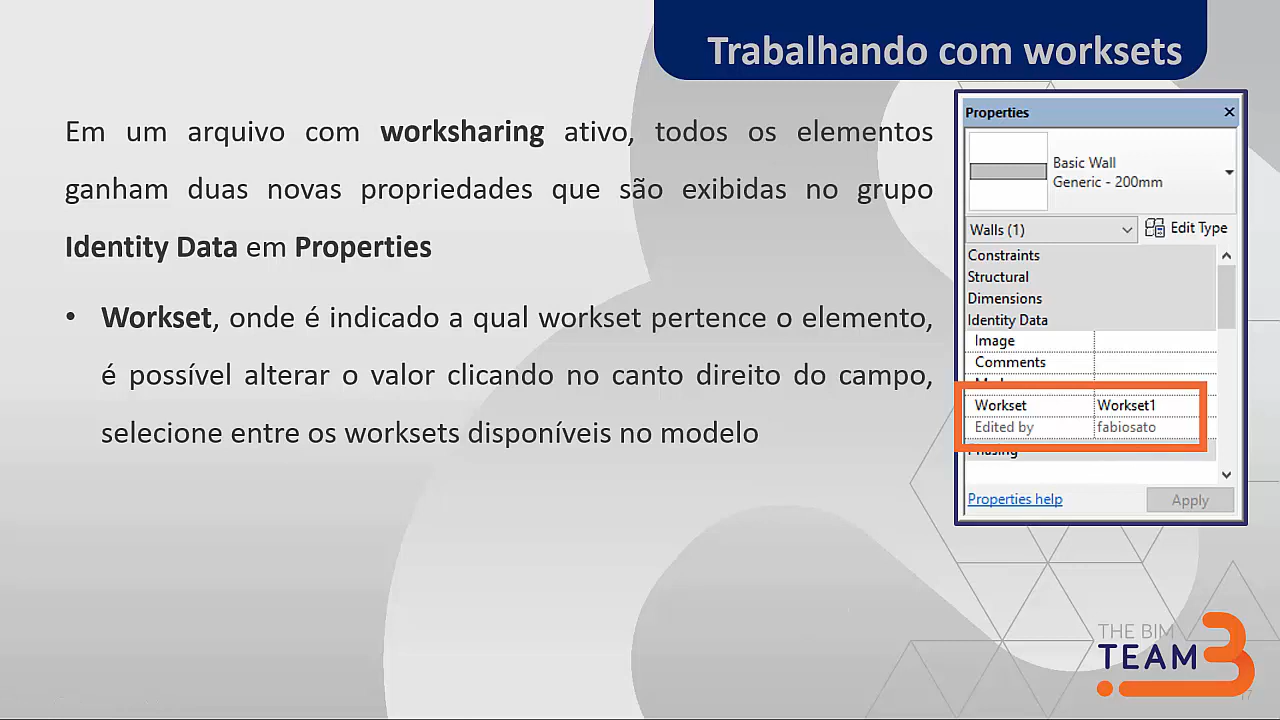 Trabalhando com worksets
Em um arquivo com worksharing ativo, todos os elementos
ganham duas novas propriedades que são exibidas no grupo
Identity Data em Properties
• Workset, onde é indicado a qual workset pertence o elemento,
é possível alterar o valor clicando no canto direito do campo,
selecione entre os worksets disponíveis no modelo
Properties
Basic Wall
Generic - 200mm
Walls (1)
Edit Type
Constraints
Structural
Dimensions
Identity Data
Image
Comments
Workset Workset1
Edited by fabiosato
Phasing
Properties help
Apply
THE BIM
TEAM
17